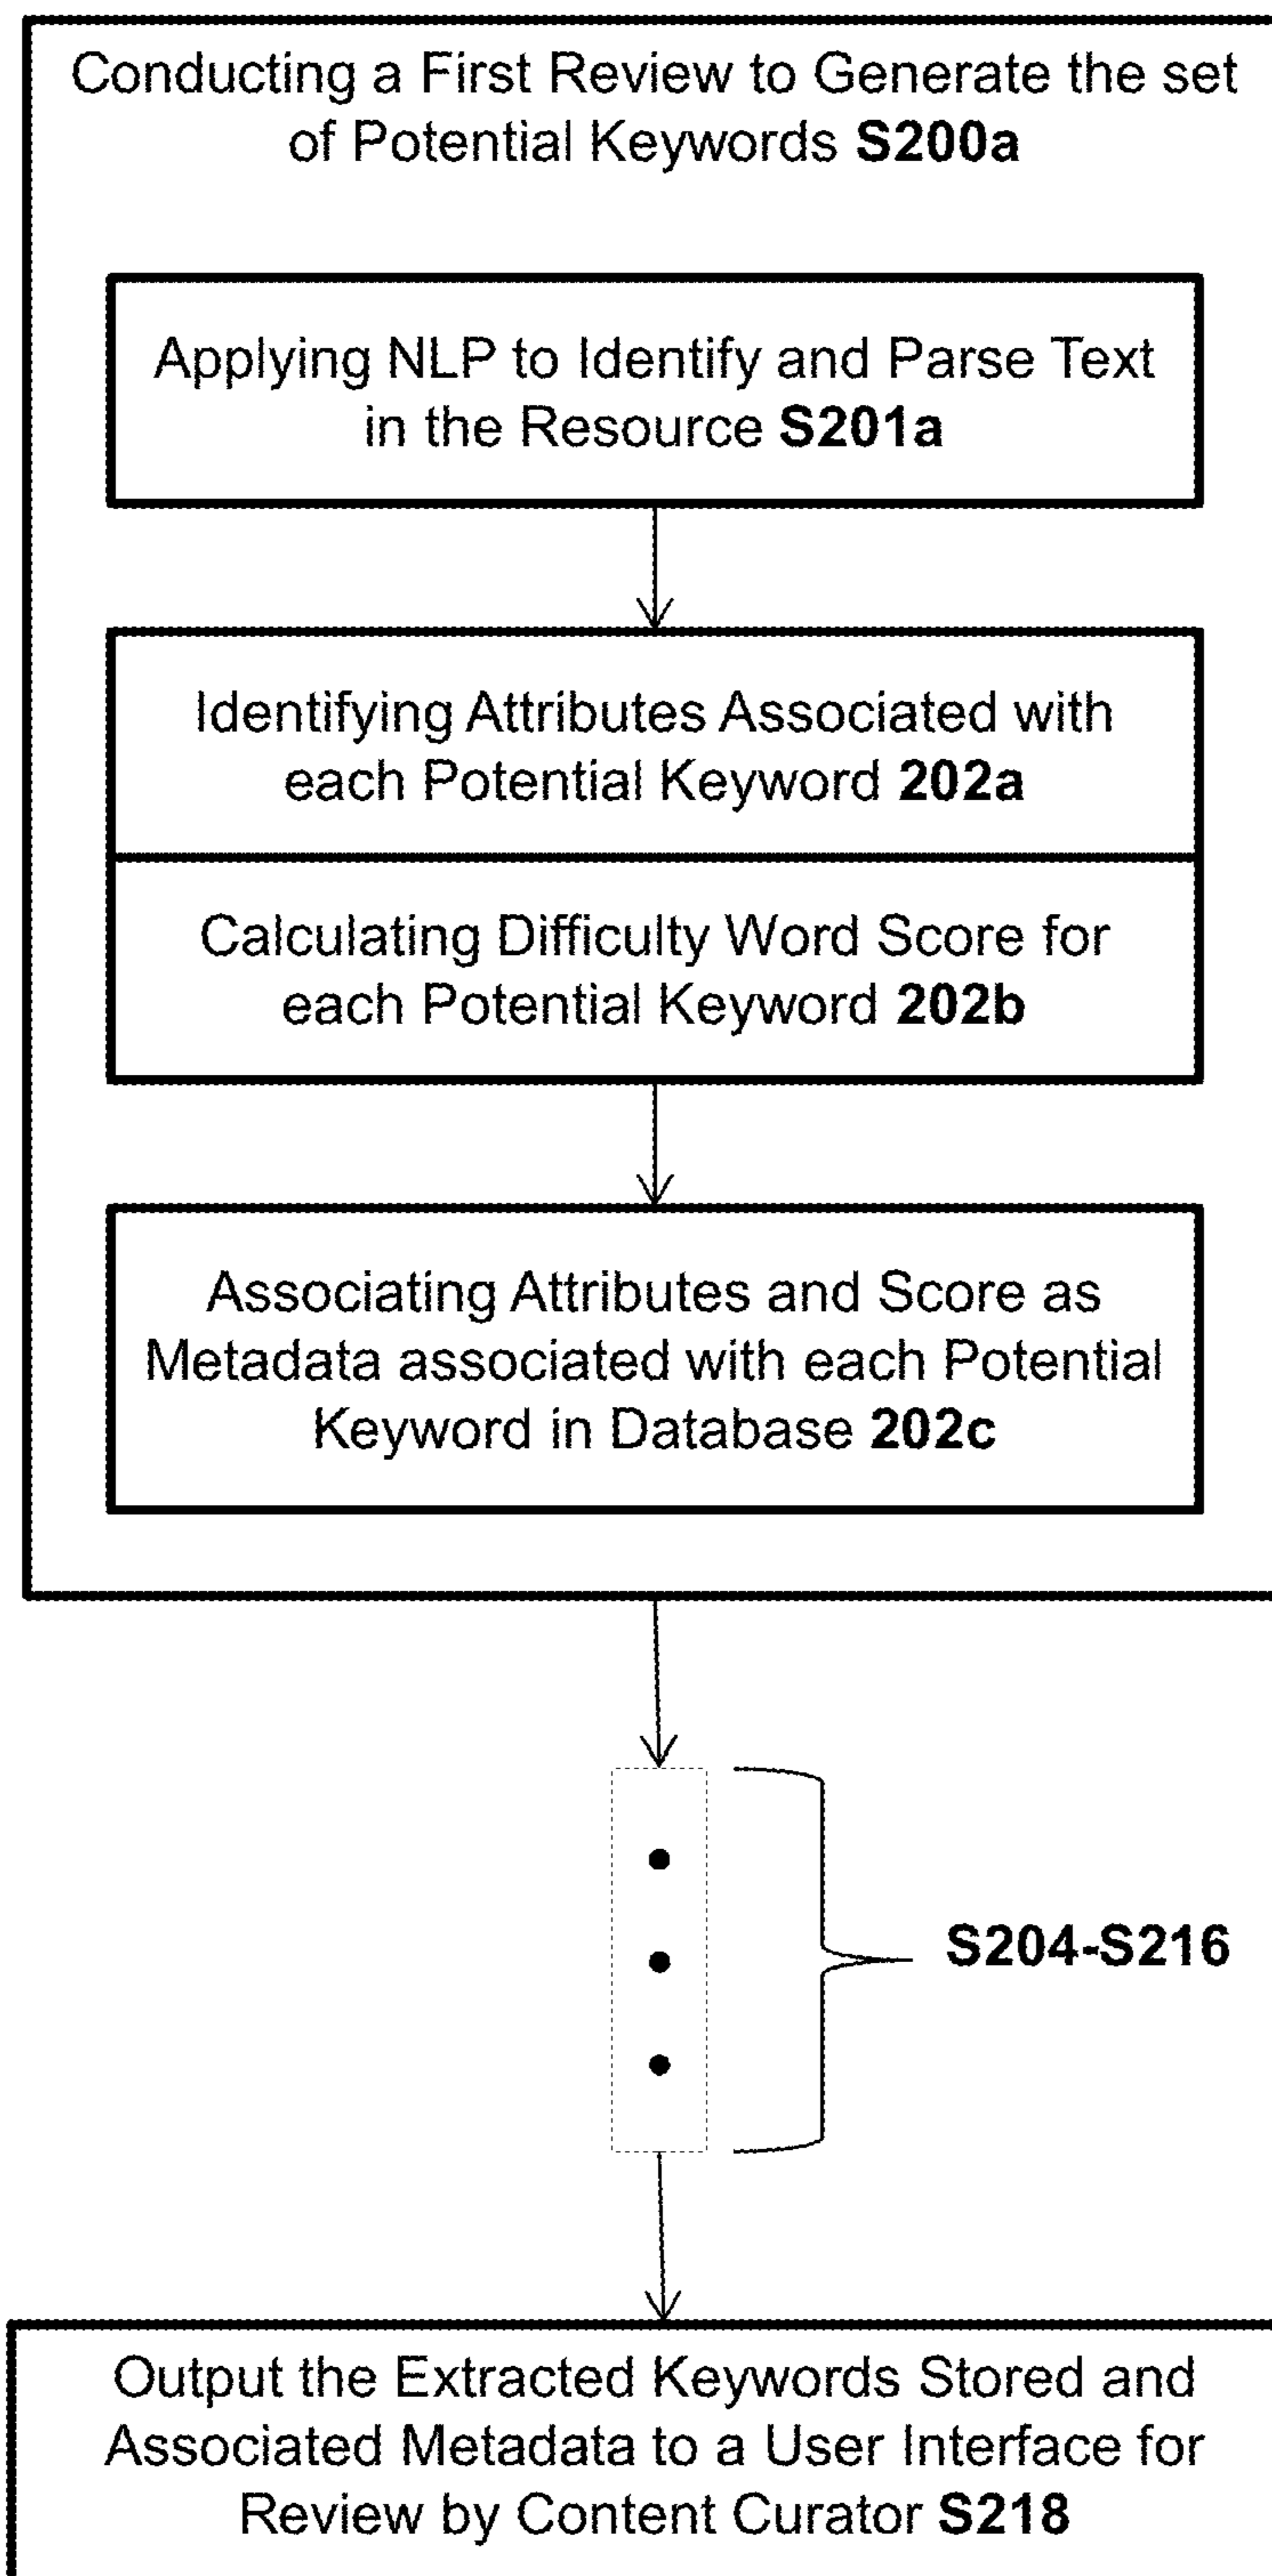 Conducting a First Review to Generate the set
of Potential Keywords S200a
Applying NLP to Identify and Parse Text
in the Resource S201a
Identifying Attributes Associated with
each Potential Keyword 202a
Calculating Difficulty Word Score for
each Potential Keyword 202b
Associating Attributes and Score as
Metadata associated with each Potential
Keyword in Database 202c
S204-S216
Output the Extracted Keywords Stored and
Associated Metadata to a User Interface for
Review by Content Curator S218